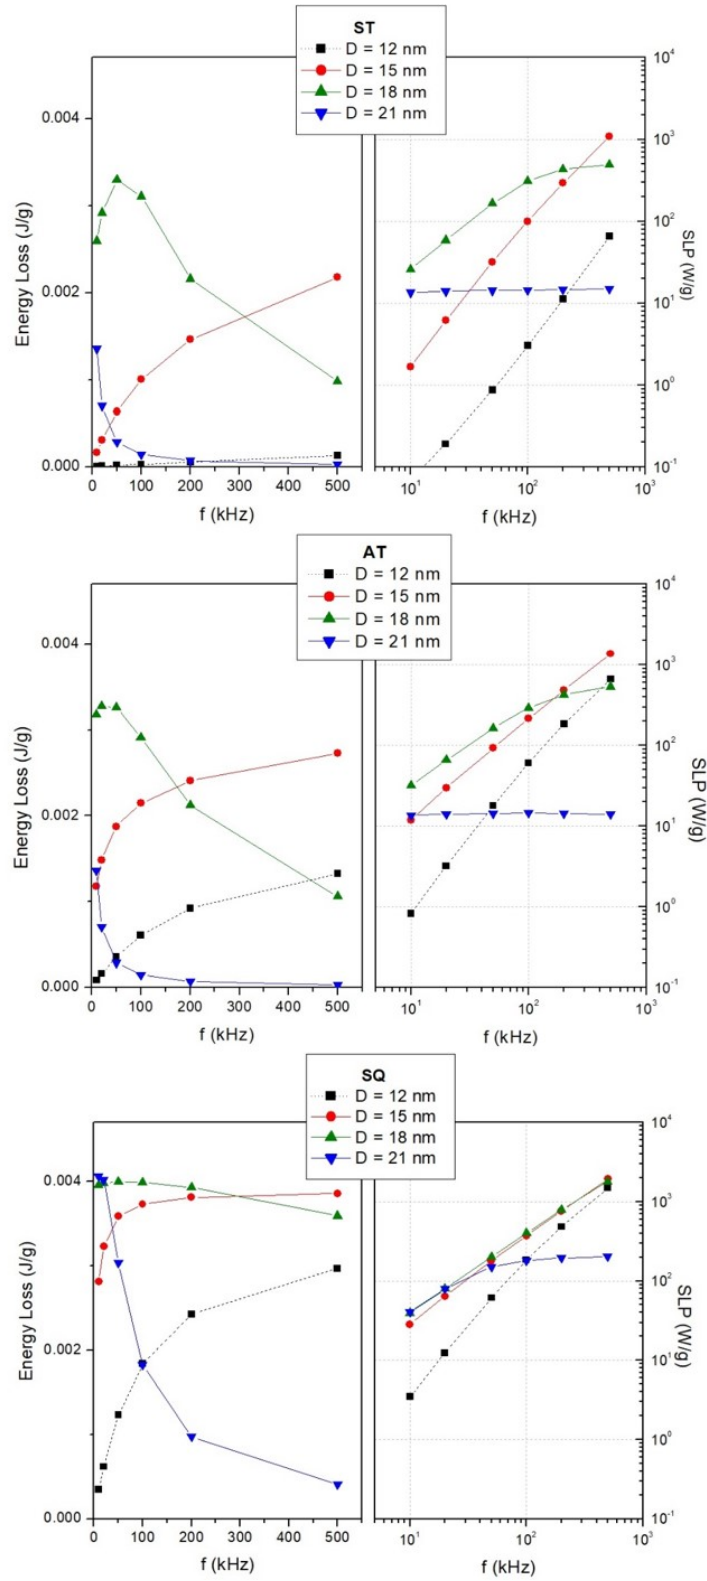 ST
D = 12 nm
D = 15 nm
D = 18 nm
D = 21 nm
0.004
0.002
0.000
Energy Loss (J/g)
0 100 200 300 400 500
f (kHz)
10^4
10^3
10^2
10^1
10^0
10^-1
SLP (W/g)
10^1 10^2 10^3
f (kHz)
AT
D = 12 nm
D = 15 nm
D = 18 nm
D = 21 nm
0.004
0.002
0.000
Energy Loss (J/g)
0 100 200 300 400 500
f (kHz)
10^4
10^3
10^2
10^1
10^0
10^-1
SLP (W/g)
10^1 10^2 10^3
f (kHz)
SQ
D = 12 nm
D = 15 nm
D = 18 nm
D = 21 nm
0.004
0.002
0.000
Energy Loss (J/g)
0 100 200 300 400 500
f (kHz)
10^4
10^3
10^2
10^1
10^0
10^-1
SLP (W/g)
10^1 10^2 10^3
f (kHz)